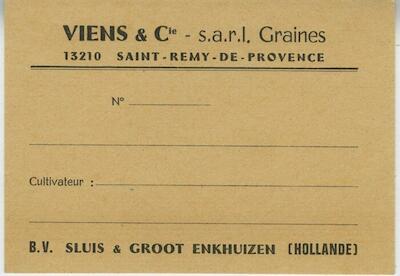 VIENS & Cie - s.a.r.l. Graines
13210 SAINT-REMY-DE-PROVENCE
N°
Cultivateur :
B.V. SLUIS & GROOT ENKHUIZEN (HOLLANDE)